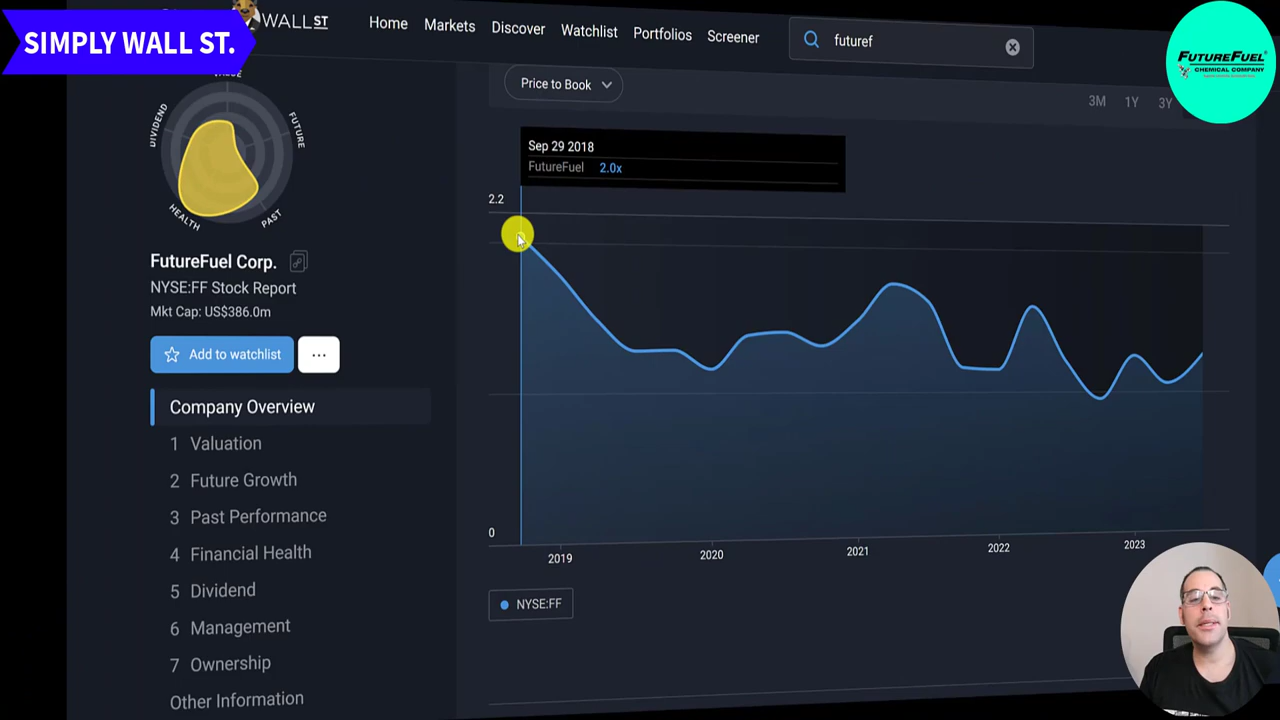 SIMPLY WALL ST.
WALL ST
Home
Markets
Discover
Watchlist
Portfolios
Screener
futuref
FUTUREFUEL
CHEMICAL COMPANY
Price to Book
3M
1Y
3Y
VALUE
FUTURE
PAST
HEALTH
DIVIDEND
Sep 29 2018
FutureFuel 2.0x
2.2
0
2019
2020
2021
2022
2023
NYSE:FF
FutureFuel Corp.
NYSE:FF Stock Report
Mkt Cap: US$386.0m
Add to watchlist
...
Company Overview
1 Valuation
2 Future Growth
3 Past Performance
4 Financial Health
5 Dividend
6 Management
7 Ownership
Other Information